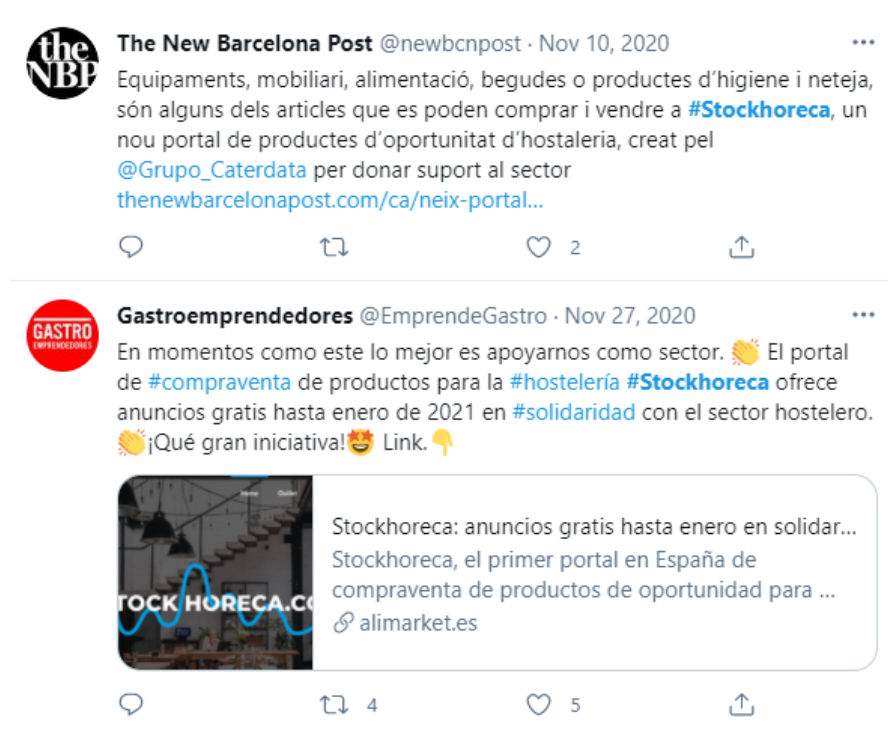 the
NBP
The New Barcelona Post @newbcnpost · Nov 10, 2020
Equipaments, mobiliari, alimentació, begudes o productes d'higiene i neteja,
són alguns dels articles que es poden comprar i vendre a #Stockhoreca, un
nou portal de productes d'oportunitat d'hostaleria, creat pel
@Grupo_Caterdata per donar suport al sector
thenewbarcelonapost.com/ca/neix-portal...
2
GASTRO
EMPRENDEDORES
Gastroemprendedores @EmprendeGastro · Nov 27, 2020
En momentos como este lo mejor es apoyarnos como sector. 👏 El portal
de #compraventa de productos para la #hostelería #Stockhoreca ofrece
anuncios gratis hasta enero de 2021 en #solidaridad con el sector hostelero.
👏¡Qué gran iniciativa!🤩 Link.👇
Home Outlet
TOCK HORECA.CO
Stockhoreca: anuncios gratis hasta enero en solidar...
Stockhoreca, el primer portal en España de
compraventa de productos de oportunidad para ...
alimarket.es
4 5